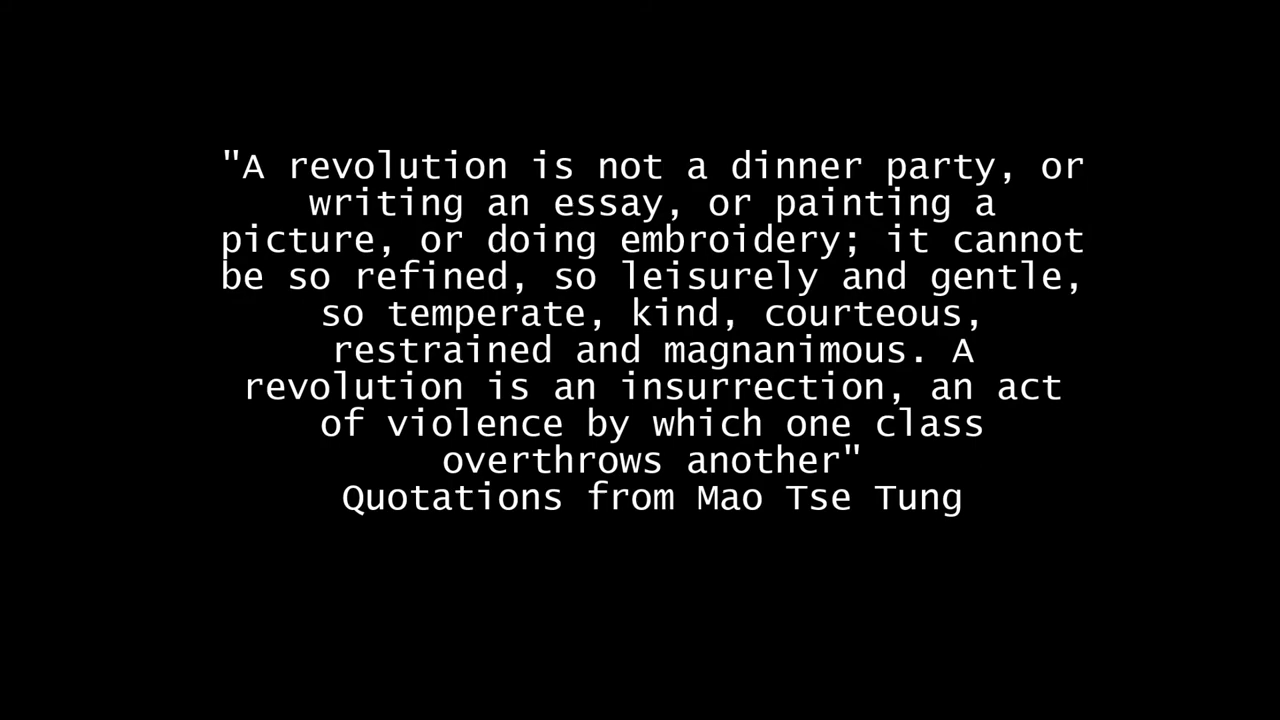 "A revolution is not a dinner party, or
writing an essay, or painting a
picture, or doing embroidery; it cannot
be so refined, so leisurely and gentle,
so temperate, kind, courteous,
restrained and magnanimous. A
revolution is an insurrection, an act
of violence by which one class
overthrows another"
Quotations from Mao Tse Tung